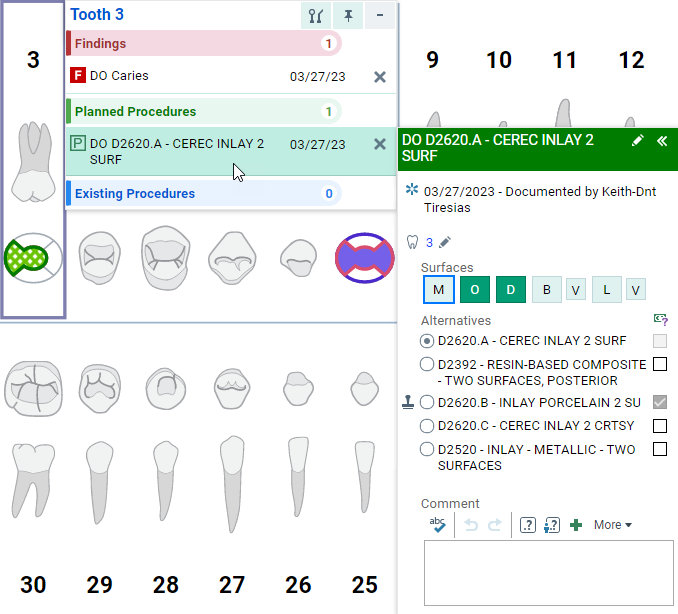 Tooth 3
Findings 1
F DO Caries 03/27/23
Planned Procedures 1
P DO D2620.A - CEREC INLAY 2 03/27/23
SURF
Existing Procedures 0
3
9 10 11 12
DO D2620.A - CEREC INLAY 2
SURF
03/27/2023 - Documented by Keith-Dnt
Tiresias
3
Surfaces
M O D B V L V
Alternatives
D2620.A - CEREC INLAY 2 SURF
D2392 - RESIN-BASED COMPOSITE
- TWO SURFACES, POSTERIOR
D2620.B - INLAY PORCELAIN 2 SU
D2620.C - CEREC INLAY 2 CRTSY
D2520 - INLAY - METALLIC - TWO
SURFACES
Comment
abc .? .? More
30 29 28 27 26 25